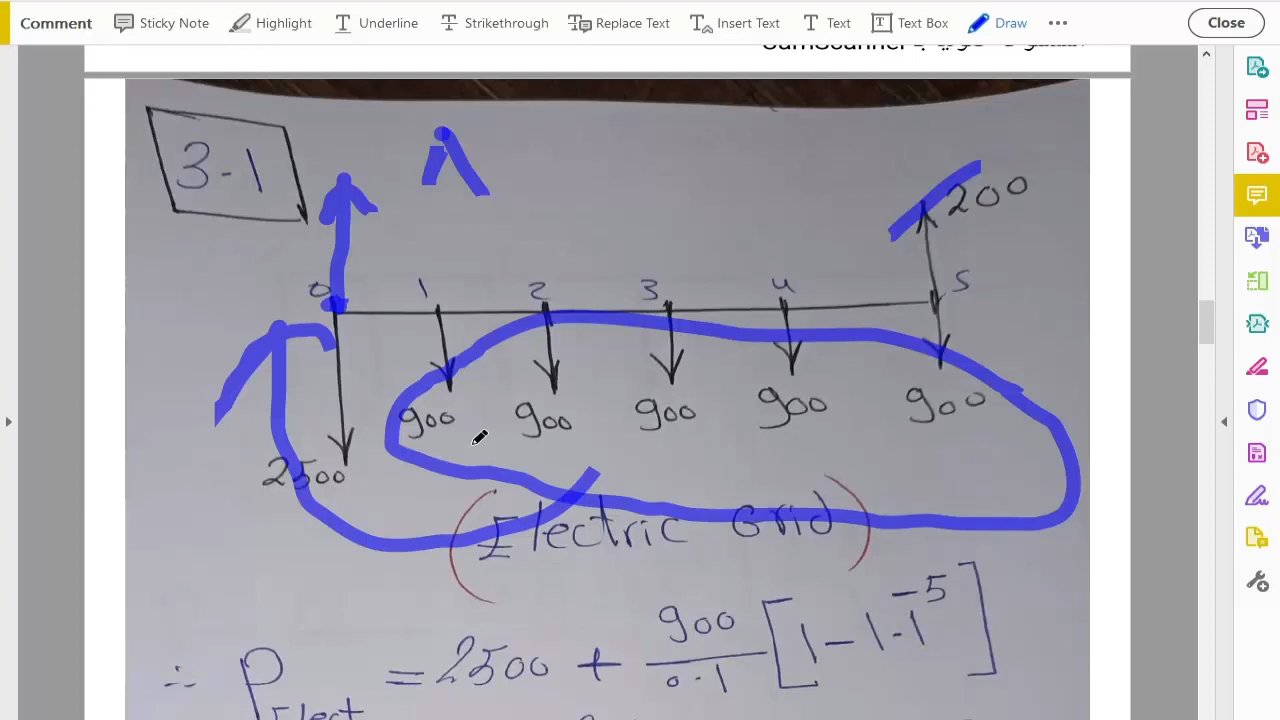 Comment Sticky Note Highlight Underline Strikethrough Replace Text Insert Text Text Text Box Draw Close
CamScanner
3-1
200
0 1 2 3 4 5
2500 900 900 900 900 900
(Electric Grid)
∴ P Elect = 2500 + 900/0.1 [1 - 1.1^-5]